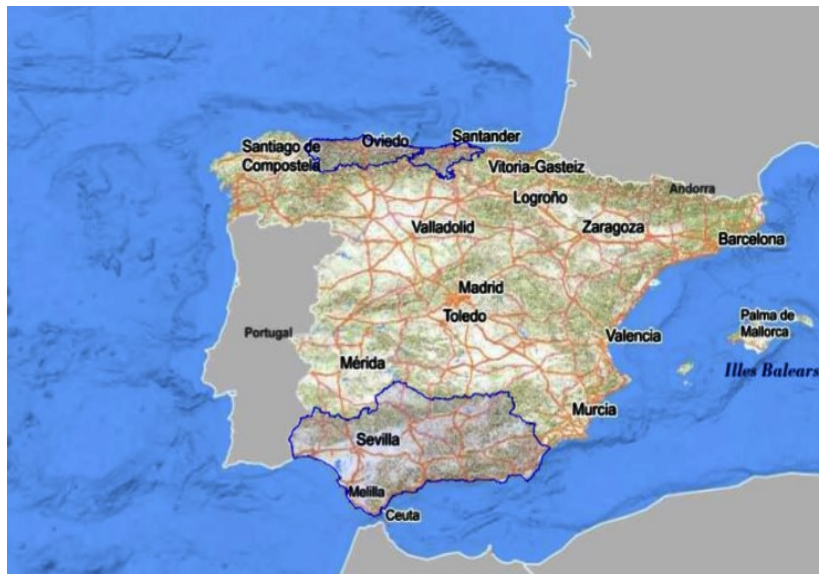 Oviedo
Santander
Santiago de
Compostela
Vitoria-Gasteiz
Andorra
Logroño
Valladolid
Zaragoza
Barcelona
Madrid
Toledo
Palma de
Mallorca
Portugal
Valencia
Mérida
Illes Balears
Murcia
Sevilla
Melilla
Ceuta